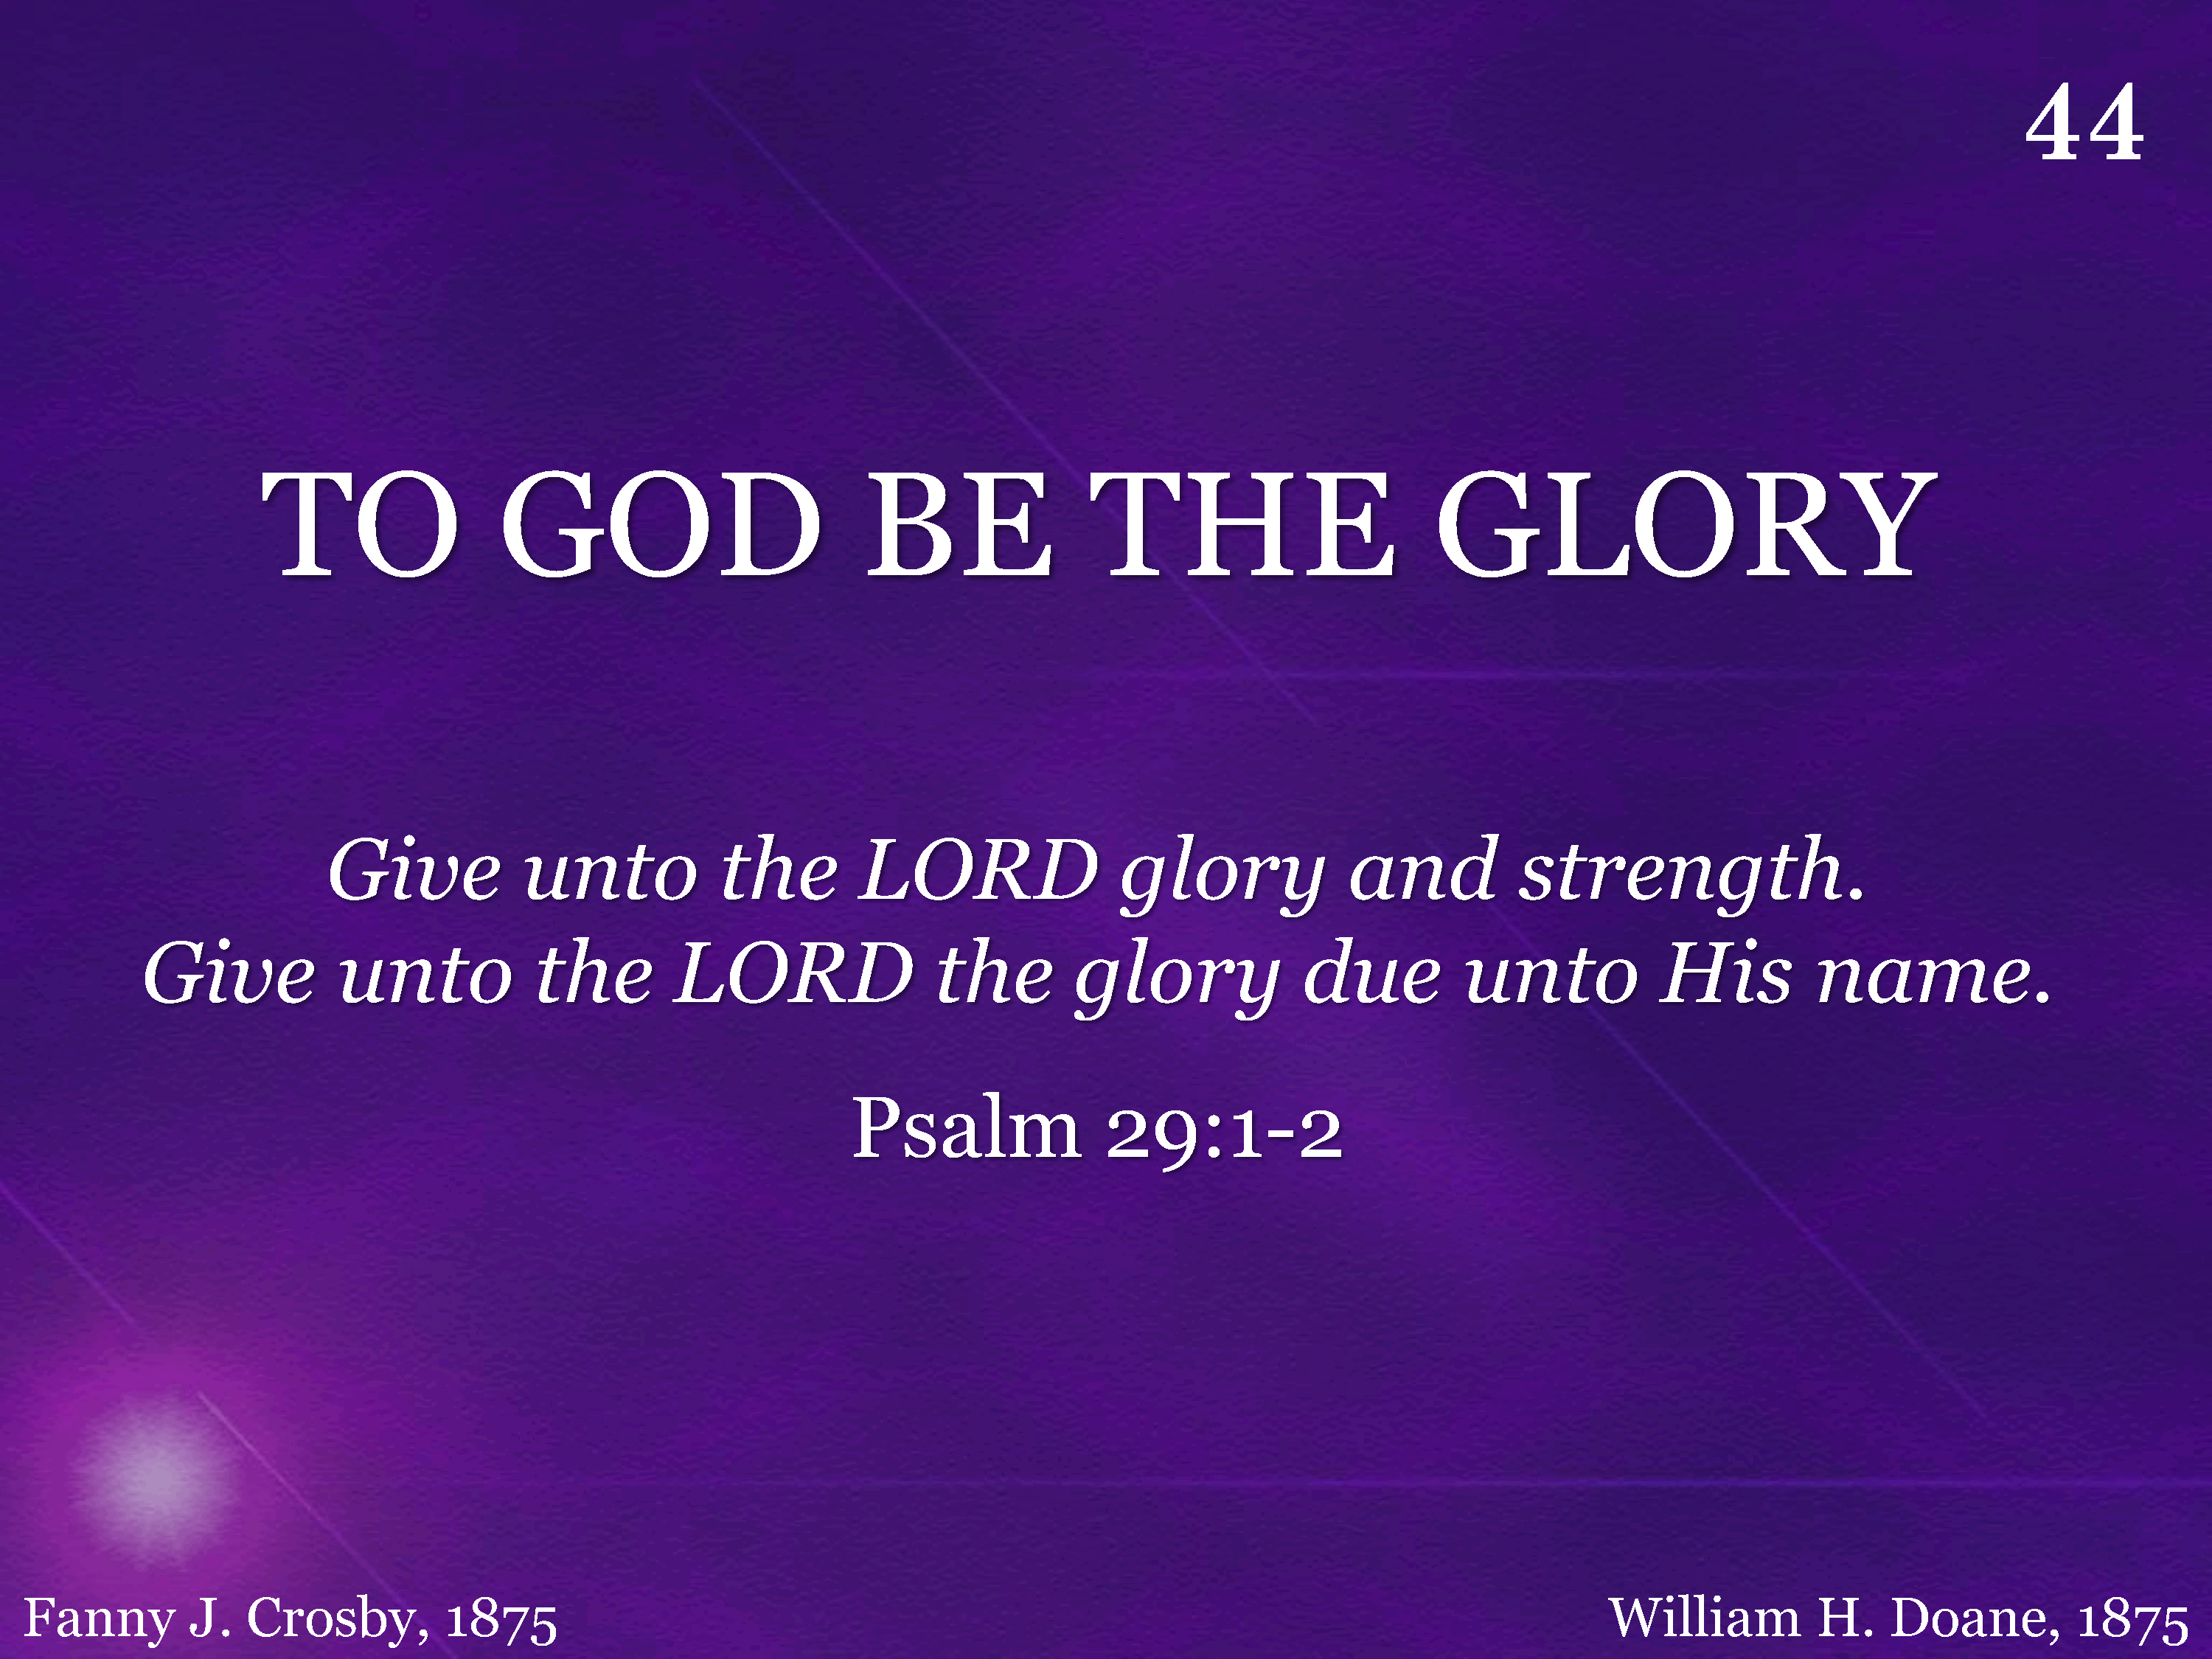 44
TO GOD BE THE GLORY
Give unto the LORD glory and strength.
Give unto the LORD the glory due unto His name.
Psalm 29:1-2
Fanny J. Crosby, 1875
William H. Doane, 1875